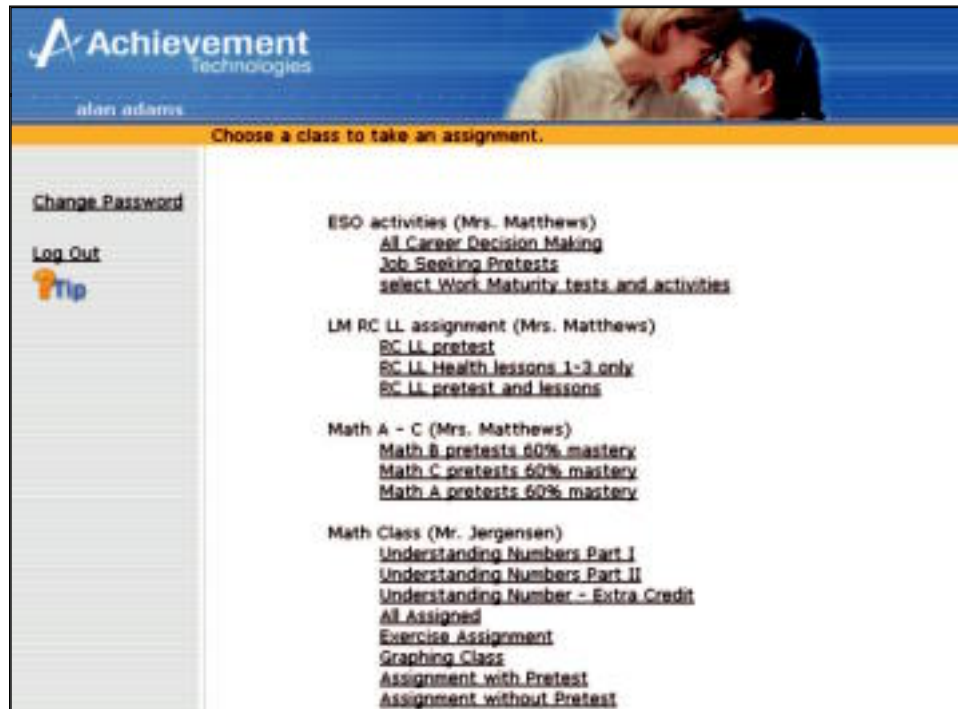 Achievement
Technologies
alan adams
Choose a class to take an assignment.
Change Password
Log Out
Tip
ESO activities (Mrs. Matthews)
All Career Decision Making
Job Seeking Pretests
select Work Maturity tests and activities
LM RC LL assignment (Mrs. Matthews)
RC LL pretest
RC LL Health lessons 1-3 only
RC LL pretest and lessons
Math A - C (Mrs. Matthews)
Math B pretests 60% mastery
Math C pretests 60% mastery
Math A pretests 60% mastery
Math Class (Mr. Jergensen)
Understanding Numbers Part I
Understanding Numbers Part II
Understanding Number - Extra Credit
All Assigned
Exercise Assignment
Graphing Class
Assignment with Pretest
Assignment without Pretest